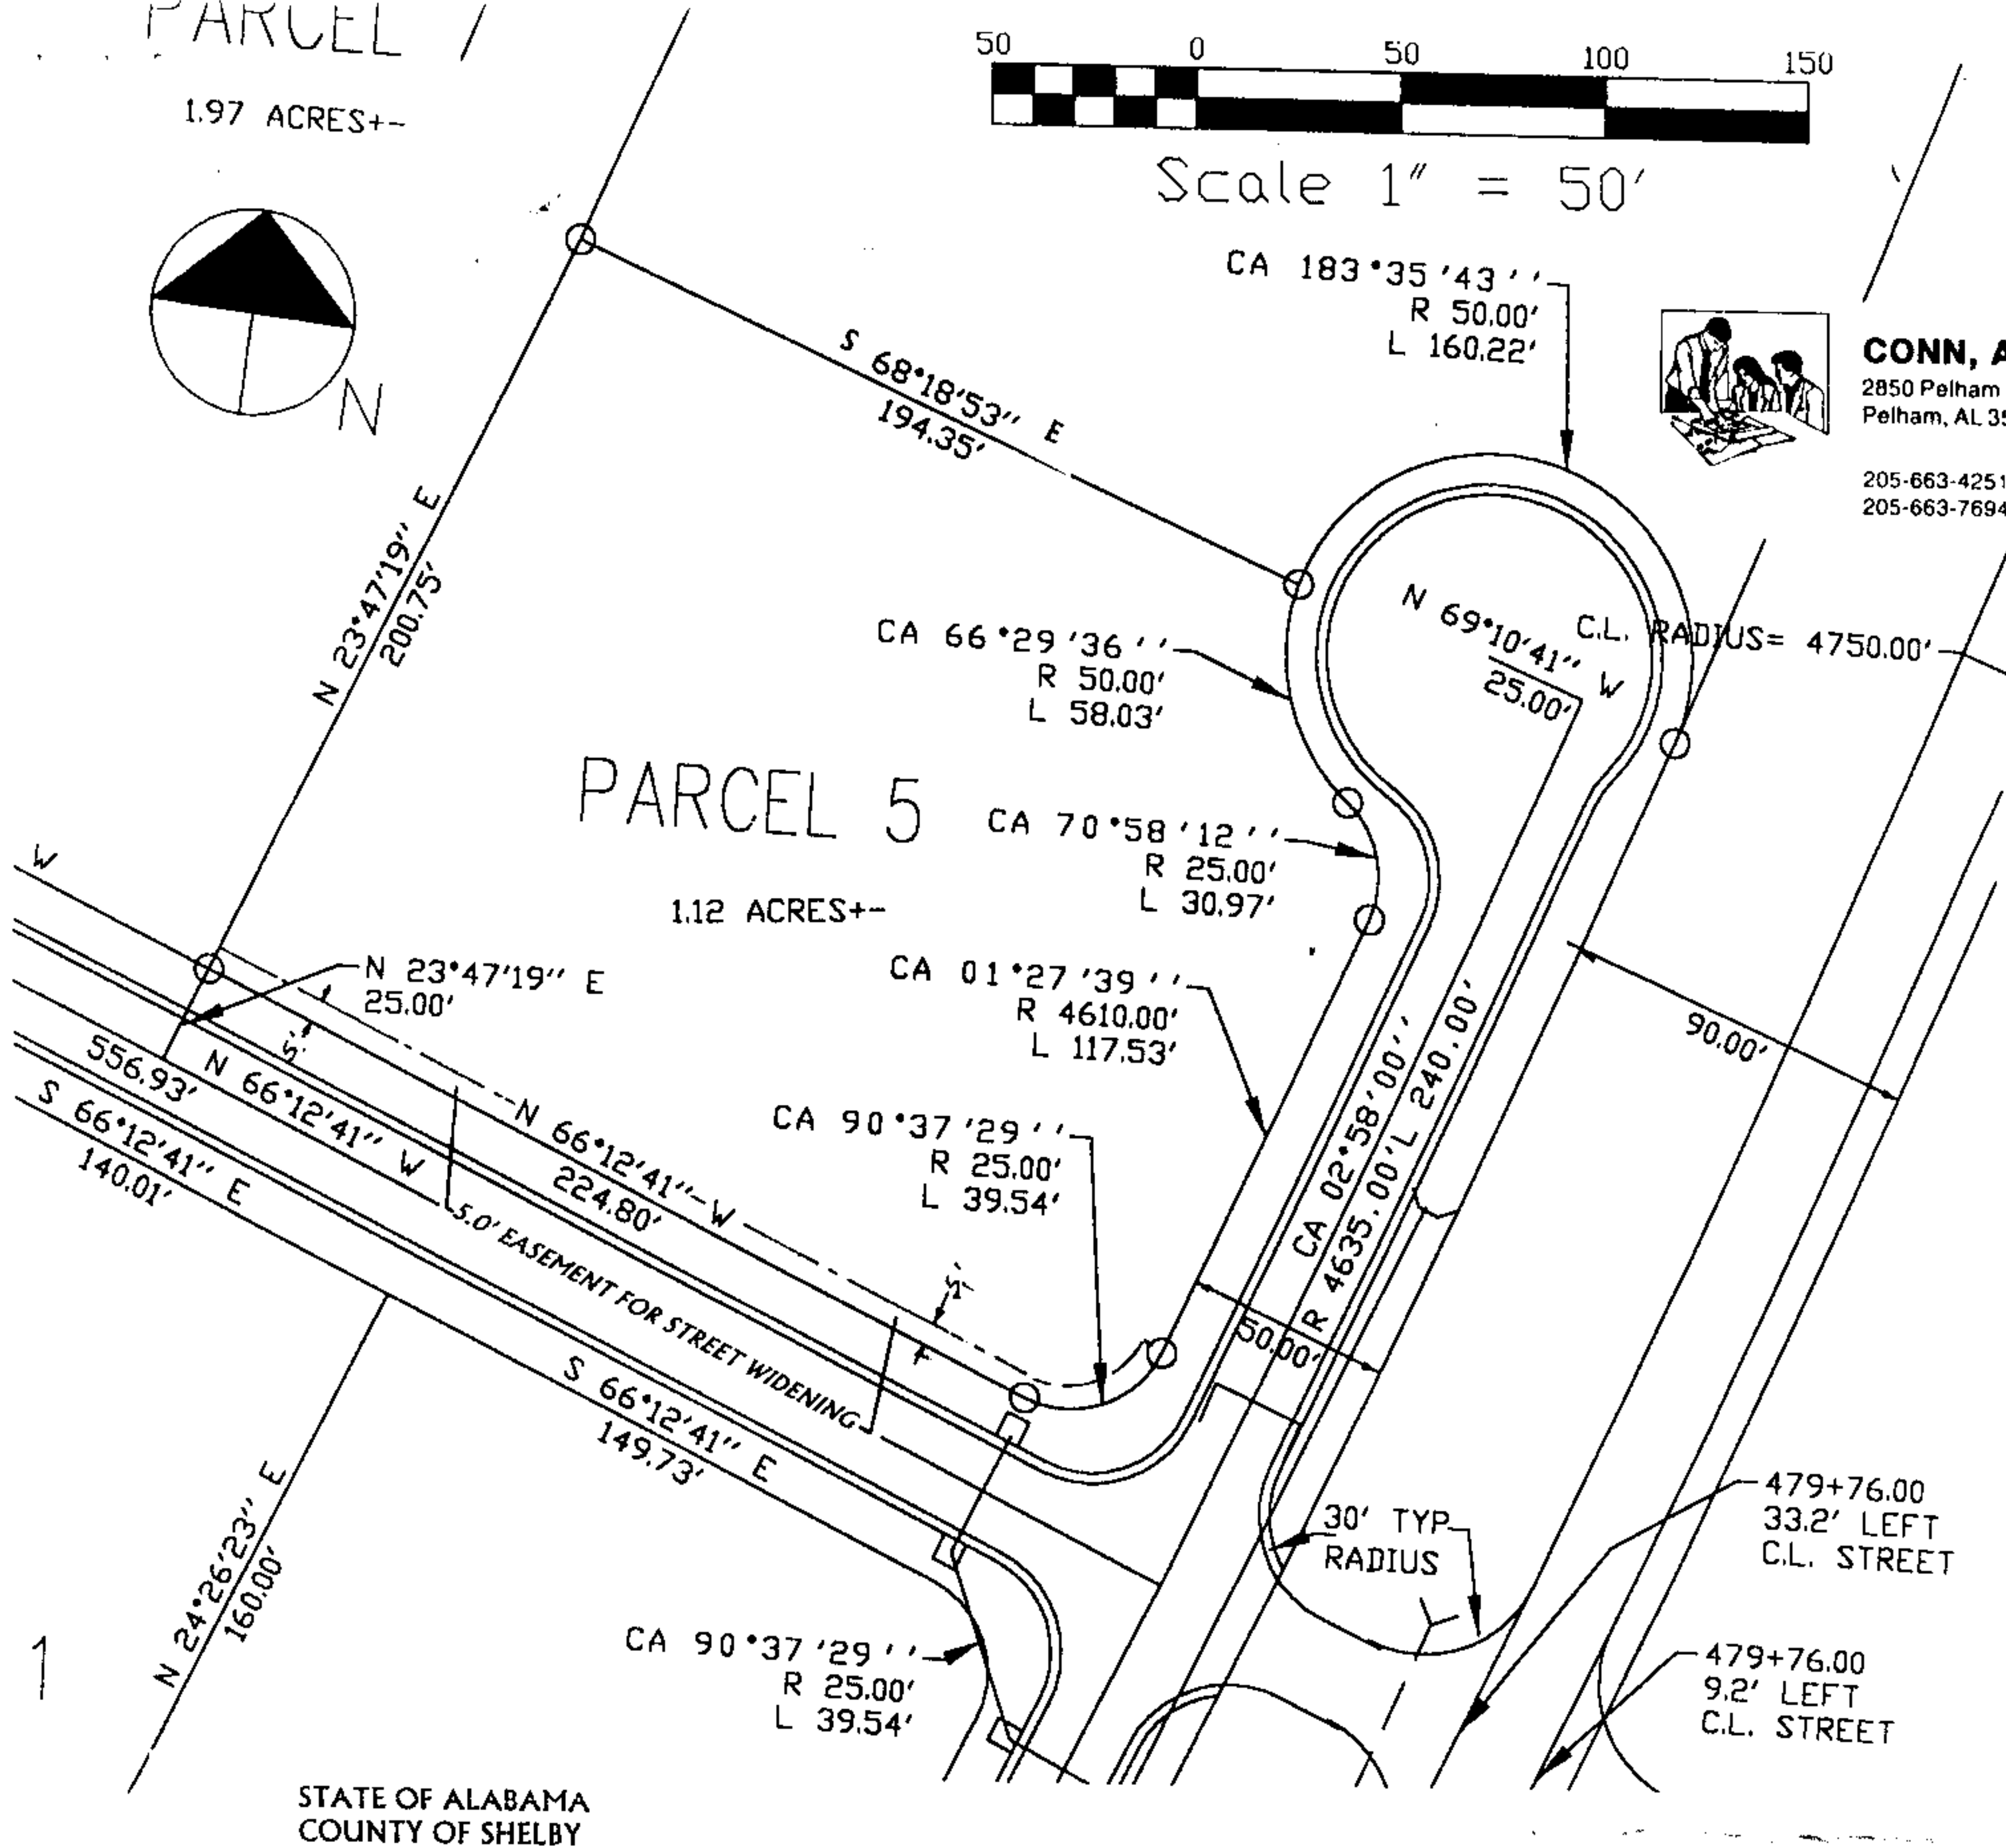 PARCEL 7
1.97 ACRES+-
N
50 0 50 100 150
Scale 1" = 50'
CA 183°35'43''
R 50.00'
L 160.22'
CONN, A
2850 Pelham
Pelham, AL 35
205-663-4251
205-663-7694
S 68°18'53" E
194.35'
N 23°47'19" E
200.75'
CA 66°29'36''
R 50.00'
L 58.03'
N 69°10'41" W
25.00'
C.L. RADIUS= 4750.00'
PARCEL 5
1.12 ACRES+-
CA 70°58'12''
R 25.00'
L 30.97'
W
N 23°47'19" E
25.00'
5'
CA 01°27'39''
R 4610.00'
L 117.53'
90.00'
556.93'
N 66°12'41" W
S 66°12'41" E
140.01'
N 66°12'41" W
224.80'
CA 90°37'29''
R 25.00'
L 39.54'
CA 02°58'00''
R 4635.00' L 240.00'
5.0' EASEMENT FOR STREET WIDENING
5'
50.00'
S 66°12'41" E
149.73'
N 24°26'23" E
160.00'
30' TYP
RADIUS
479+76.00
33.2' LEFT
C.L. STREET
1
CA 90°37'29''
R 25.00'
L 39.54'
479+76.00
9.2' LEFT
C.L. STREET
STATE OF ALABAMA
COUNTY OF SHELBY